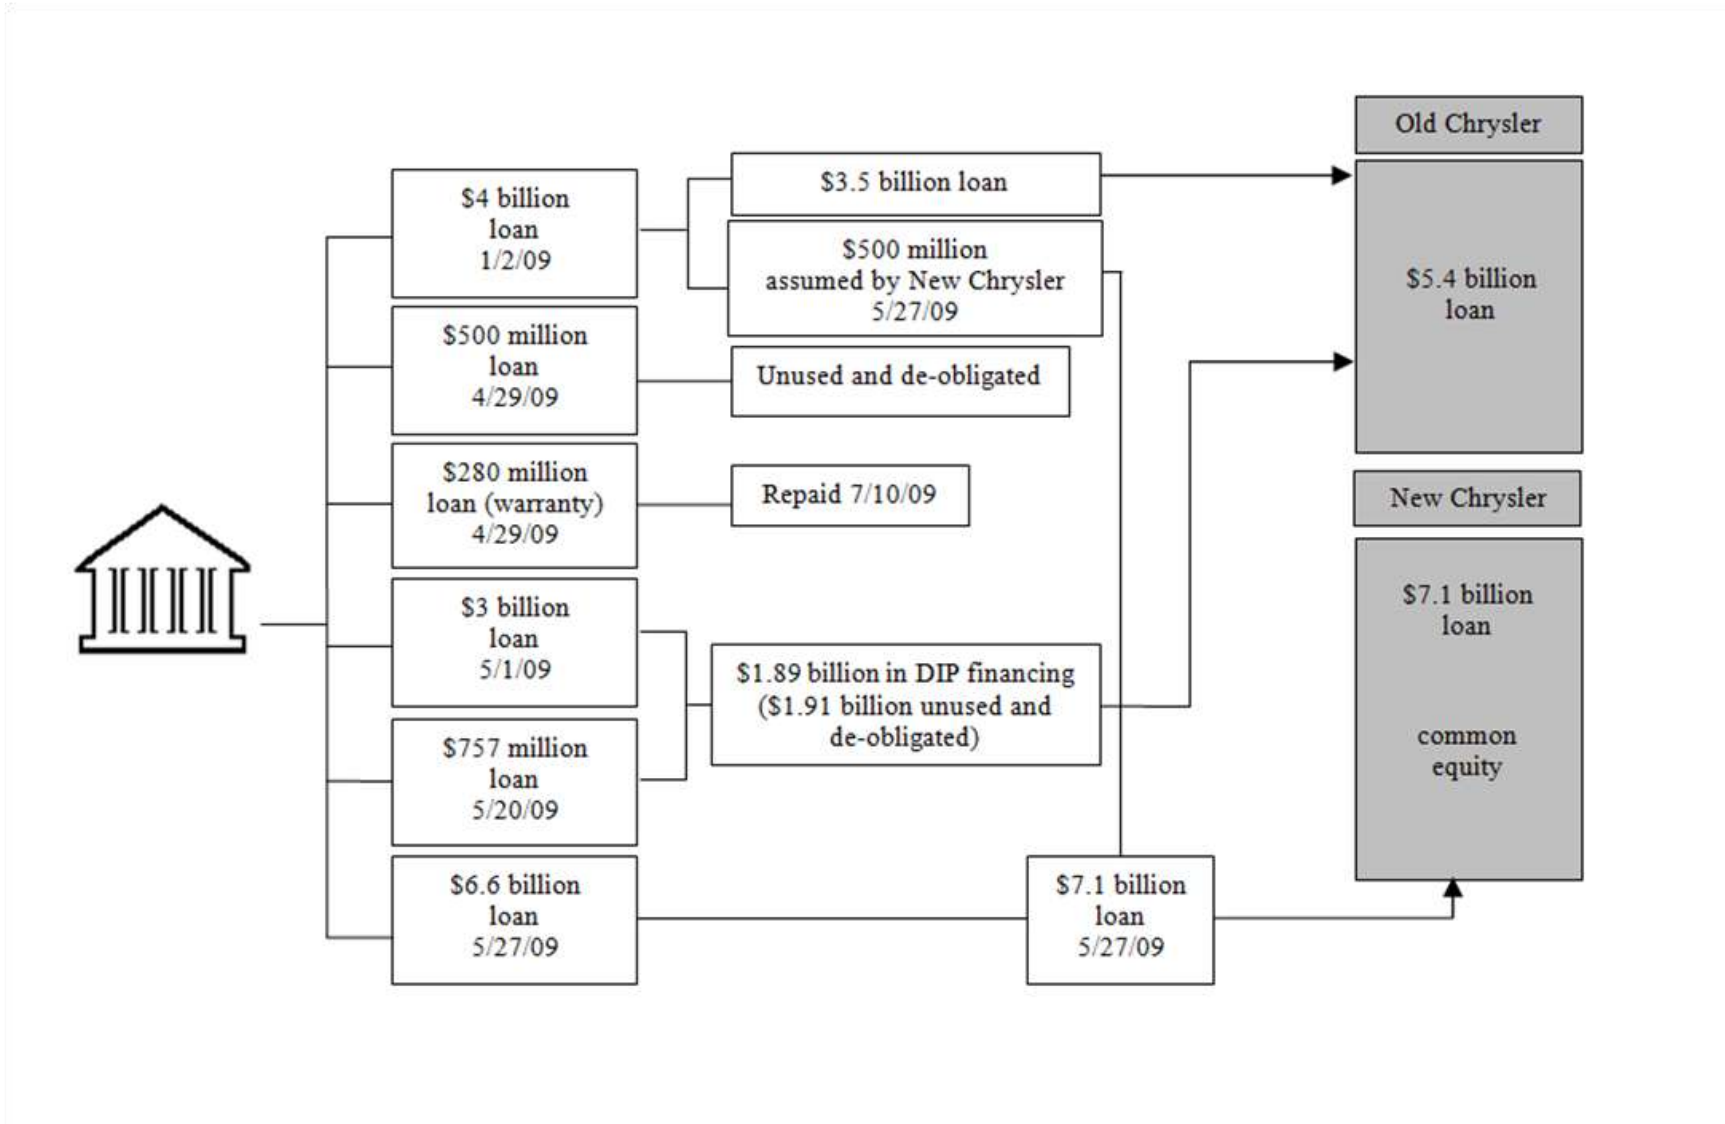 $4 billion
loan
1/2/09
$500 million
loan
4/29/09
$280 million
loan (warranty)
4/29/09
$3 billion
loan
5/1/09
$757 million
loan
5/20/09
$6.6 billion
loan
5/27/09
$3.5 billion loan
$500 million
assumed by New Chrysler
5/27/09
Unused and de-obligated
Repaid 7/10/09
$1.89 billion in DIP financing
($1.91 billion unused and
de-obligated)
$7.1 billion
loan
5/27/09
Old Chrysler
$5.4 billion
loan
New Chrysler
$7.1 billion
loan
common
equity